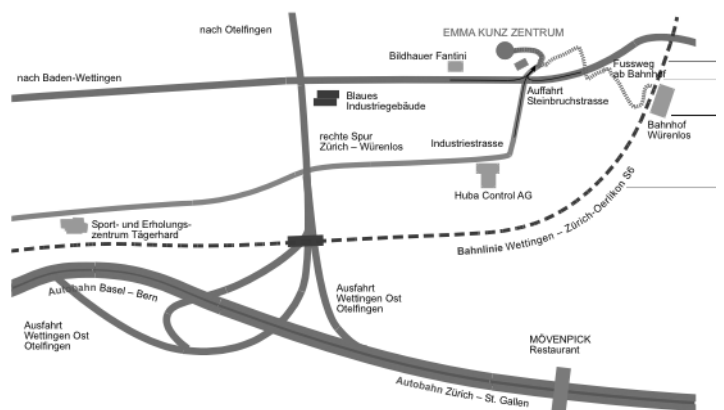 nach Otelfingen
EMMA KUNZ ZENTRUM
Bildhauer Fantini
Fussweg
ab Bahnhof
nach Baden-Wettingen
Blaues
Industriegebäude
Auffahrt
Steinbruchstrasse
Bahnhof
Würenlos
rechte Spur
Zürich – Würenlos
Industriestrasse
Huba Control AG
Sport- und Erholungs-
zentrum Tägerhard
Bahnlinie Wettingen – Zürich-Oerlikon S6
Autobahn Basel – Bern
Ausfahrt
Wettingen Ost
Otelfingen
Ausfahrt
Wettingen Ost
Otelfingen
MÖVENPICK
Restaurant
Autobahn Zürich – St. Gallen